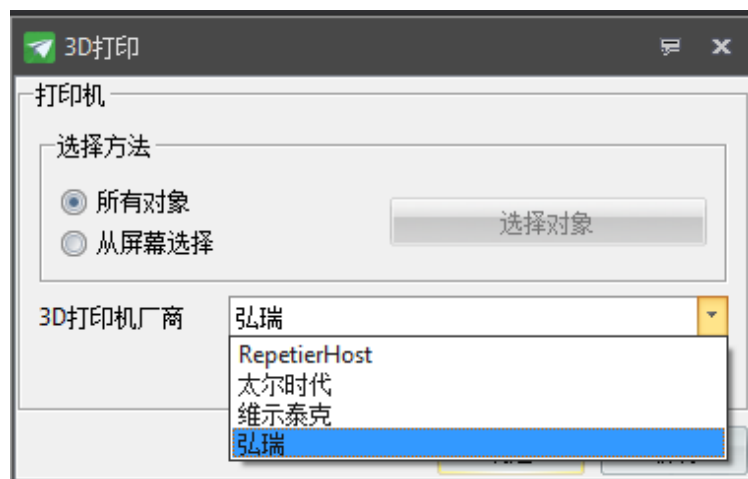 3D打印
打印机
选择方法
所有对象
选择对象
从屏幕选择
3D打印机厂商
弘瑞
RepetierHost
太尔时代
维示泰克
弘瑞